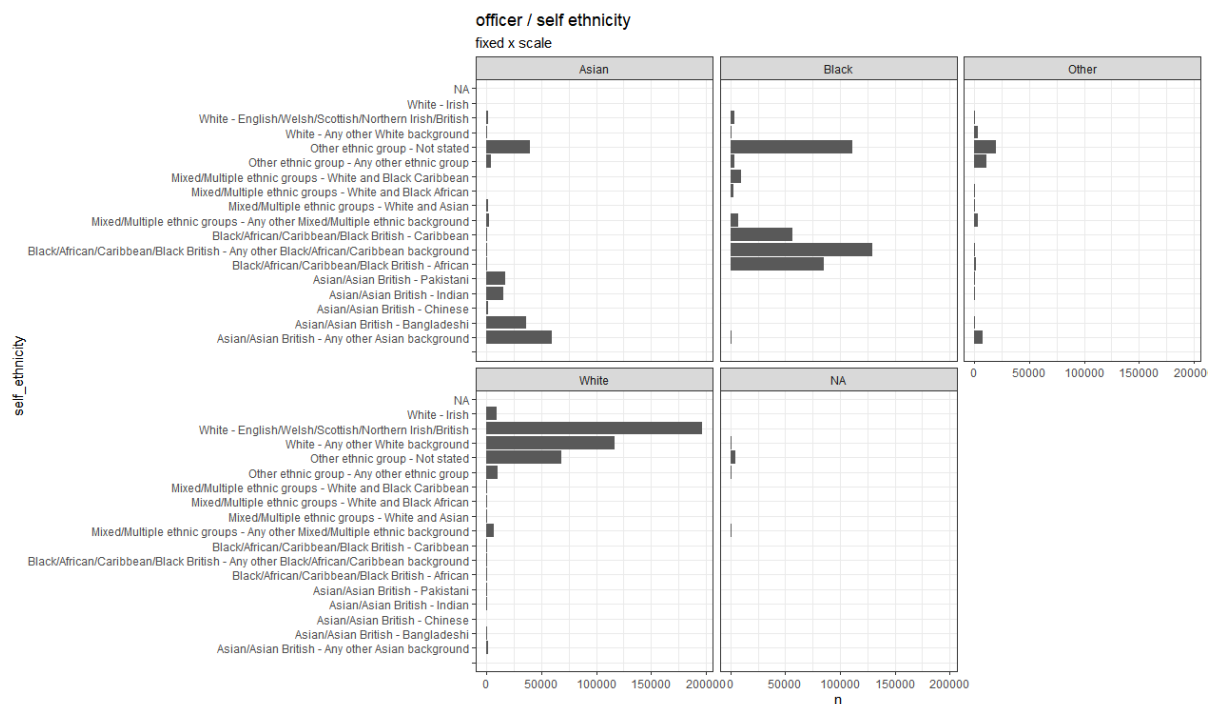 officer / self ethnicity
fixed x scale
Asian
Black
Other
NA
White - Irish
White - English/Welsh/Scottish/Northern Irish/British
White - Any other White background
Other ethnic group - Not stated
Other ethnic group - Any other ethnic group
Mixed/Multiple ethnic groups - White and Black Caribbean
Mixed/Multiple ethnic groups - White and Black African
Mixed/Multiple ethnic groups - White and Asian
Mixed/Multiple ethnic groups - Any other Mixed/Multiple ethnic background
Black/African/Caribbean/Black British - Caribbean
Black/African/Caribbean/Black British - Any other Black/African/Caribbean background
Black/African/Caribbean/Black British - African
Asian/Asian British - Pakistani
Asian/Asian British - Indian
Asian/Asian British - Chinese
Asian/Asian British - Bangladeshi
Asian/Asian British - Any other Asian background
0 50000 100000 150000 20000
self_ethnicity
White
NA
NA
White - Irish
White - English/Welsh/Scottish/Northern Irish/British
White - Any other White background
Other ethnic group - Not stated
Other ethnic group - Any other ethnic group
Mixed/Multiple ethnic groups - White and Black Caribbean
Mixed/Multiple ethnic groups - White and Black African
Mixed/Multiple ethnic groups - White and Asian
Mixed/Multiple ethnic groups - Any other Mixed/Multiple ethnic background
Black/African/Caribbean/Black British - Caribbean
Black/African/Caribbean/Black British - Any other Black/African/Caribbean background
Black/African/Caribbean/Black British - African
Asian/Asian British - Pakistani
Asian/Asian British - Indian
Asian/Asian British - Chinese
Asian/Asian British - Bangladeshi
Asian/Asian British - Any other Asian background
0 50000 100000 150000 200000
0 50000 100000 150000 200000
n